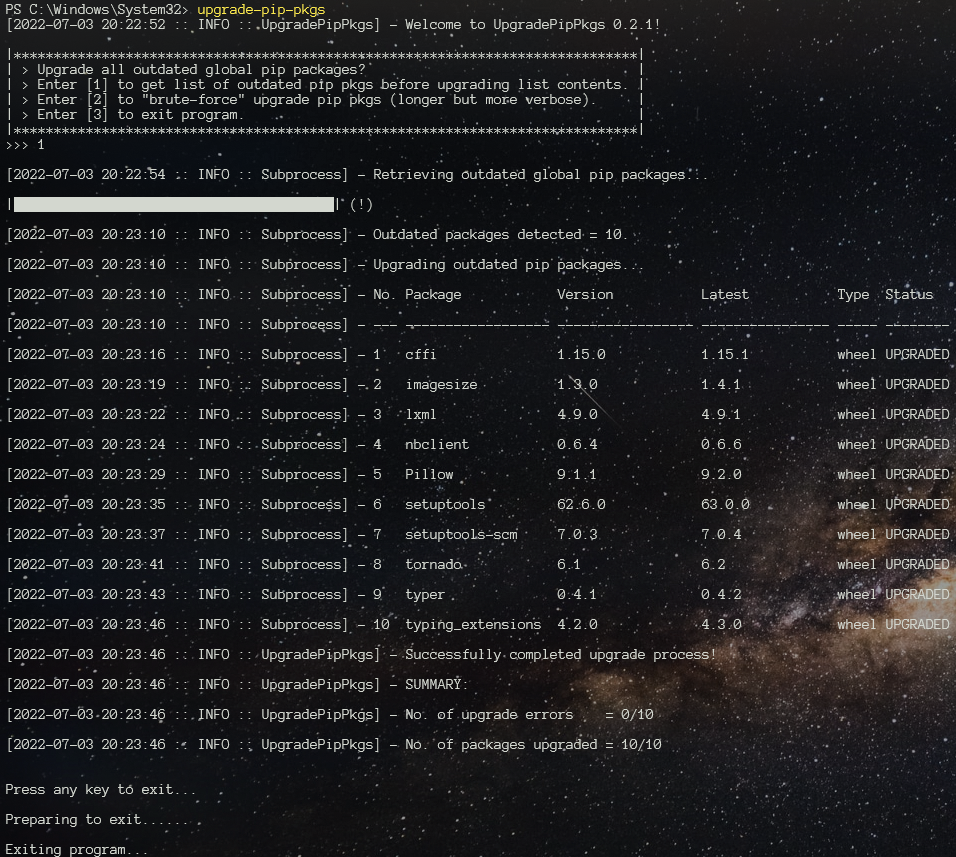 PS C:\Windows\System32> upgrade-pip-pkgs
[2022-07-03 20:22:52 :: INFO :: UpgradePipPkgs] - Welcome to UpgradePipPkgs 0.2.1!
|******************************************************************************|
| > Upgrade all outdated global pip packages?
|
| > Enter [1] to get list of outdated pip pkgs before upgrading list contents. |
| > Enter [2] to "brute-force" upgrade pip pkgs (longer but more verbose). |
| > Enter [3] to exit program. |
|******************************************************************************|
>>> 1
[2022-07-03 20:22:54 :: INFO :: Subprocess] - Retrieving outdated global pip packages...
| | (!)
[2022-07-03 20:23:10 :: INFO :: Subprocess] - Outdated packages detected = 10.
[2022-07-03 20:23:10 :: INFO :: Subprocess] - Upgrading outdated pip packages...
[2022-07-03 20:23:10 :: INFO :: Subprocess] - No. Package Version Latest Type Status
[2022-07-03 20:23:10 :: INFO :: Subprocess] - --- ------------------ ----------------- ---------------- ----- --------
[2022-07-03 20:23:16 :: INFO :: Subprocess] - 1 cffi 1.15.0 1.15.1 wheel UPGRADED
[2022-07-03 20:23:19 :: INFO :: Subprocess] - 2 imagesize 1.3.0 1.4.1 wheel UPGRADED
[2022-07-03 20:23:22 :: INFO :: Subprocess] - 3 lxml 4.9.0 4.9.1 wheel UPGRADED
[2022-07-03 20:23:24 :: INFO :: Subprocess] - 4 nbclient 0.6.4 0.6.6 wheel UPGRADED
[2022-07-03 20:23:29 :: INFO :: Subprocess] - 5 Pillow 9.1.1 9.2.0 wheel UPGRADED
[2022-07-03 20:23:35 :: INFO :: Subprocess] - 6 setuptools 62.6.0 63.0.0 wheel UPGRADED
[2022-07-03 20:23:37 :: INFO :: Subprocess] - 7 setuptools-scm 7.0.3 7.0.4 wheel UPGRADED
[2022-07-03 20:23:41 :: INFO :: Subprocess] - 8 tornado 6.1 6.2 wheel UPGRADED
[2022-07-03 20:23:43 :: INFO :: Subprocess] - 9 typer 0.4.1 0.4.2 wheel UPGRADED
[2022-07-03 20:23:46 :: INFO :: Subprocess] - 10 typing_extensions 4.2.0 4.3.0 wheel UPGRADED
[2022-07-03 20:23:46 :: INFO :: UpgradePipPkgs] - Successfully completed upgrade process!
[2022-07-03 20:23:46 :: INFO :: UpgradePipPkgs] - SUMMARY:
[2022-07-03 20:23:46 :: INFO :: UpgradePipPkgs] - No. of upgrade errors = 0/10
[2022-07-03 20:23:46 :: INFO :: UpgradePipPkgs] - No. of packages upgraded = 10/10
Press any key to exit...
Preparing to exit......
Exiting program...